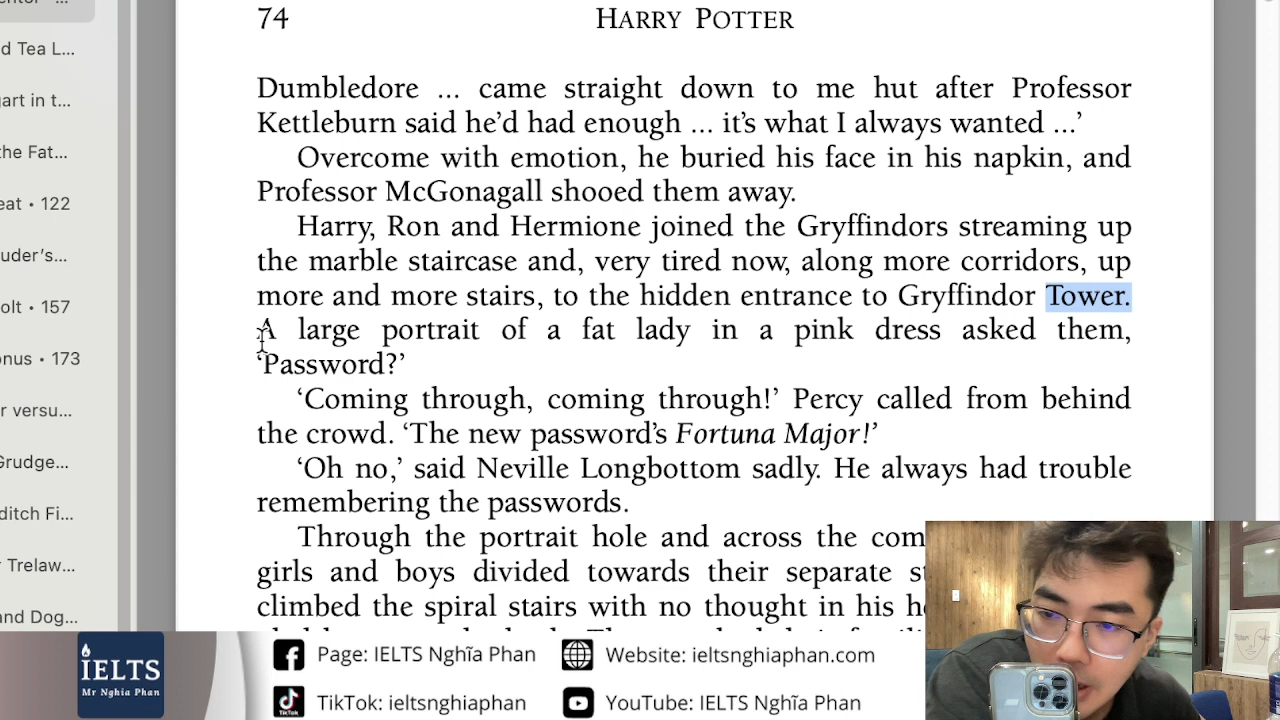 entor
d Tea L...
art in t...
the Fat...
eat • 122
uder's...
olt • 157
onus • 173
r versu...
Grudge...
ditch Fi...
Trelaw...
and Dog...
74
HARRY POTTER
Dumbledore ... came straight down to me hut after Professor
Kettleburn said he'd had enough ... it's what I always wanted ...'
Overcome with emotion, he buried his face in his napkin, and
Professor McGonagall shooed them away.
Harry, Ron and Hermione joined the Gryffindors streaming up
the marble staircase and, very tired now, along more corridors, up
more and more stairs, to the hidden entrance to Gryffindor Tower.
A large portrait of a fat lady in a pink dress asked them,
'Password?'
'Coming through, coming through!' Percy called from behind
the crowd. 'The new password's Fortuna Major!'
'Oh no,' said Neville Longbottom sadly. He always had trouble
remembering the passwords.
Through the portrait hole and across the com
girls and boys divided towards their separate s
climbed the spiral stairs with no thought in his h
IELTS
Mr Nghia Phan
Page: IELTS Nghĩa Phan
Website: ieltsnghiaphan.com
TikTok: ieltsnghiaphan
YouTube: IELTS Nghĩa Phan